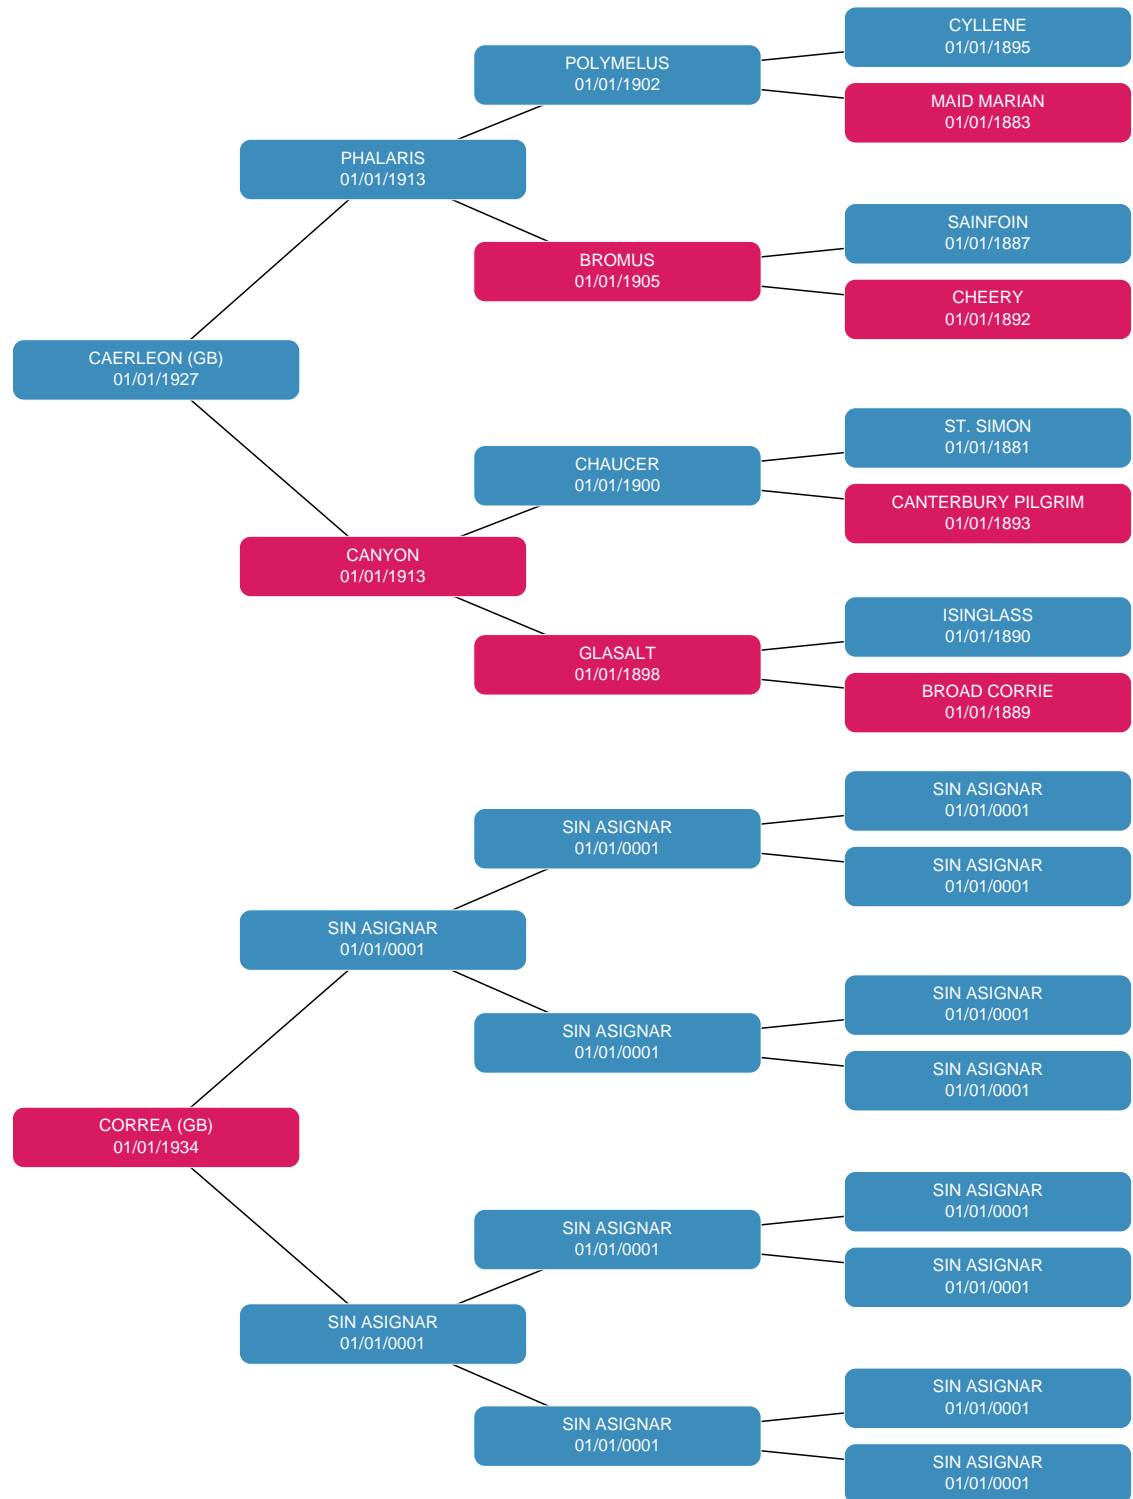 CYLLENE
01/01/1895
POLYMELUS
01/01/1902
MAID MARIAN
01/01/1883
PHALARIS
01/01/1913
SAINFOIN
01/01/1887
BROMUS
01/01/1905
CHEERY
01/01/1892
CAERLEON (GB)
01/01/1927
ST. SIMON
01/01/1881
CHAUCER
01/01/1900
CANTERBURY PILGRIM
01/01/1893
CANYON
01/01/1913
ISINGLASS
01/01/1890
GLASALT
01/01/1898
BROAD CORRIE
01/01/1889
SIN ASIGNAR
01/01/0001
SIN ASIGNAR
01/01/0001
SIN ASIGNAR
01/01/0001
SIN ASIGNAR
01/01/0001
SIN ASIGNAR
01/01/0001
SIN ASIGNAR
01/01/0001
SIN ASIGNAR
01/01/0001
CORREA (GB)
01/01/1934
SIN ASIGNAR
01/01/0001
SIN ASIGNAR
01/01/0001
SIN ASIGNAR
01/01/0001
SIN ASIGNAR
01/01/0001
SIN ASIGNAR
01/01/0001
SIN ASIGNAR
01/01/0001
SIN ASIGNAR
01/01/0001